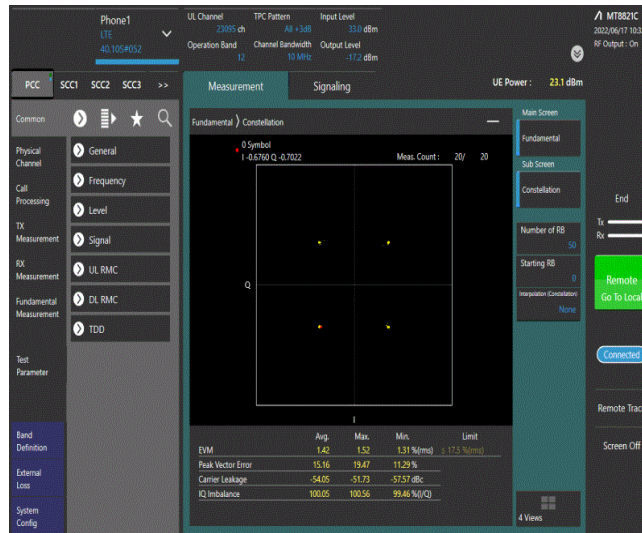 Phone1
LTE
40.105#052
UL Channel
23095 ch
TPC Pattern
All +3dB
Input Level
33.0 dBm
Operation Band
12
Channel Bandwidth
10 MHz
Output Level
-17.2 dBm
MT8821C
2022/06/17 10:3
RF Output : On
PCC
SCC1
SCC2
SCC3
>>
Measurement
Signaling
UE Power : 23.1 dBm
Common
Physical
Channel
Call
Processing
TX
Measurement
RX
Measurement
Fundamental
Measurement
Test
Parameter
Band
Definition
External
Loss
System
Config
General
Frequency
Level
Signal
UL RMC
DL RMC
TDD
Fundamental ⟩ Constellation
0 Symbol
I -0.6760 Q -0.7022
Meas. Count : 20/ 20
Q
I
Avg. Max. Min. Limit
EVM 1.42 1.52 1.31 %(rms) ≤ 17.5 %(rms)
Peak Vector Error 15.16 19.47 11.29 %
Carrier Leakage -54.05 -51.73 -57.57 dBc
IQ Imbalance 100.05 100.56 99.46 %(I/Q)
Main Screen
Fundamental
Sub Screen
Constellation
Number of RB
50
Starting RB
0
Interpolation (Constellation)
None
4 Views
End
Tx
Rx
Remote
Go To Local
Connected
Remote Trac
Screen Off